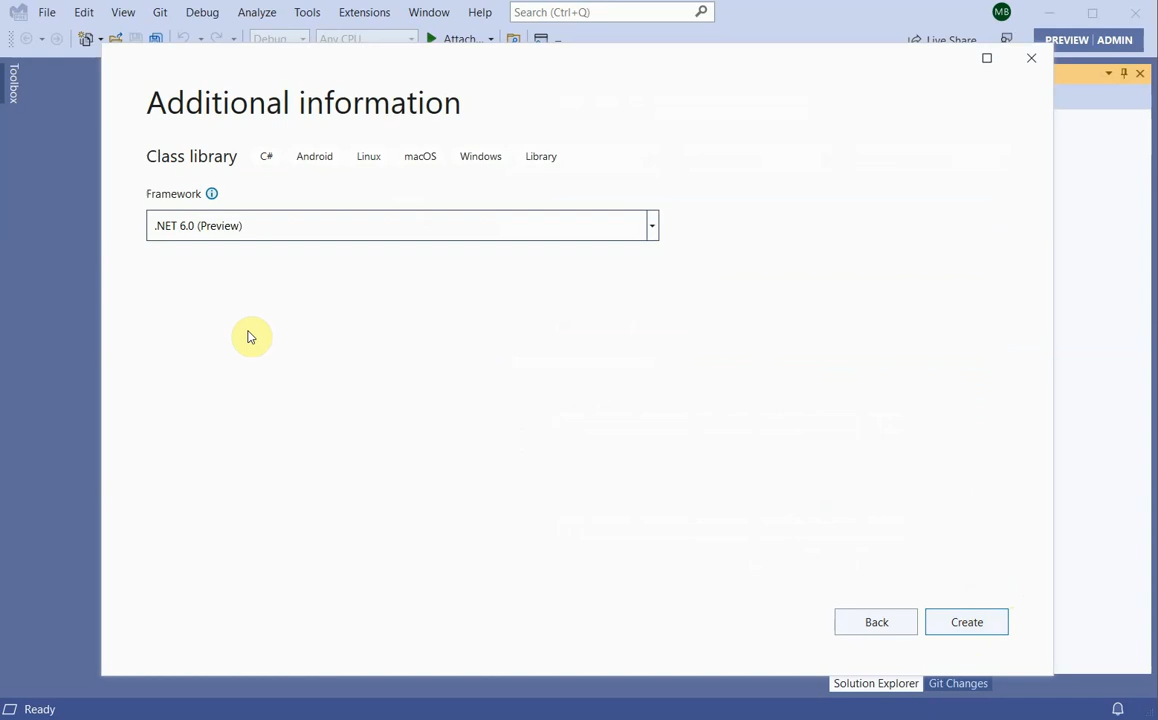 File Edit View Git Debug Tools Analyze Extensions Window Help Search (Ctrl+Q) MB
Debug Any CPU Attach... Live Share PREVIEW ADMIN
Toolbox
Additional information
Class library C# Android Linux macOS Windows Library
Framework
.NET 6.0 (Preview)
Back Create
Solution Explorer Git Changes
Ready